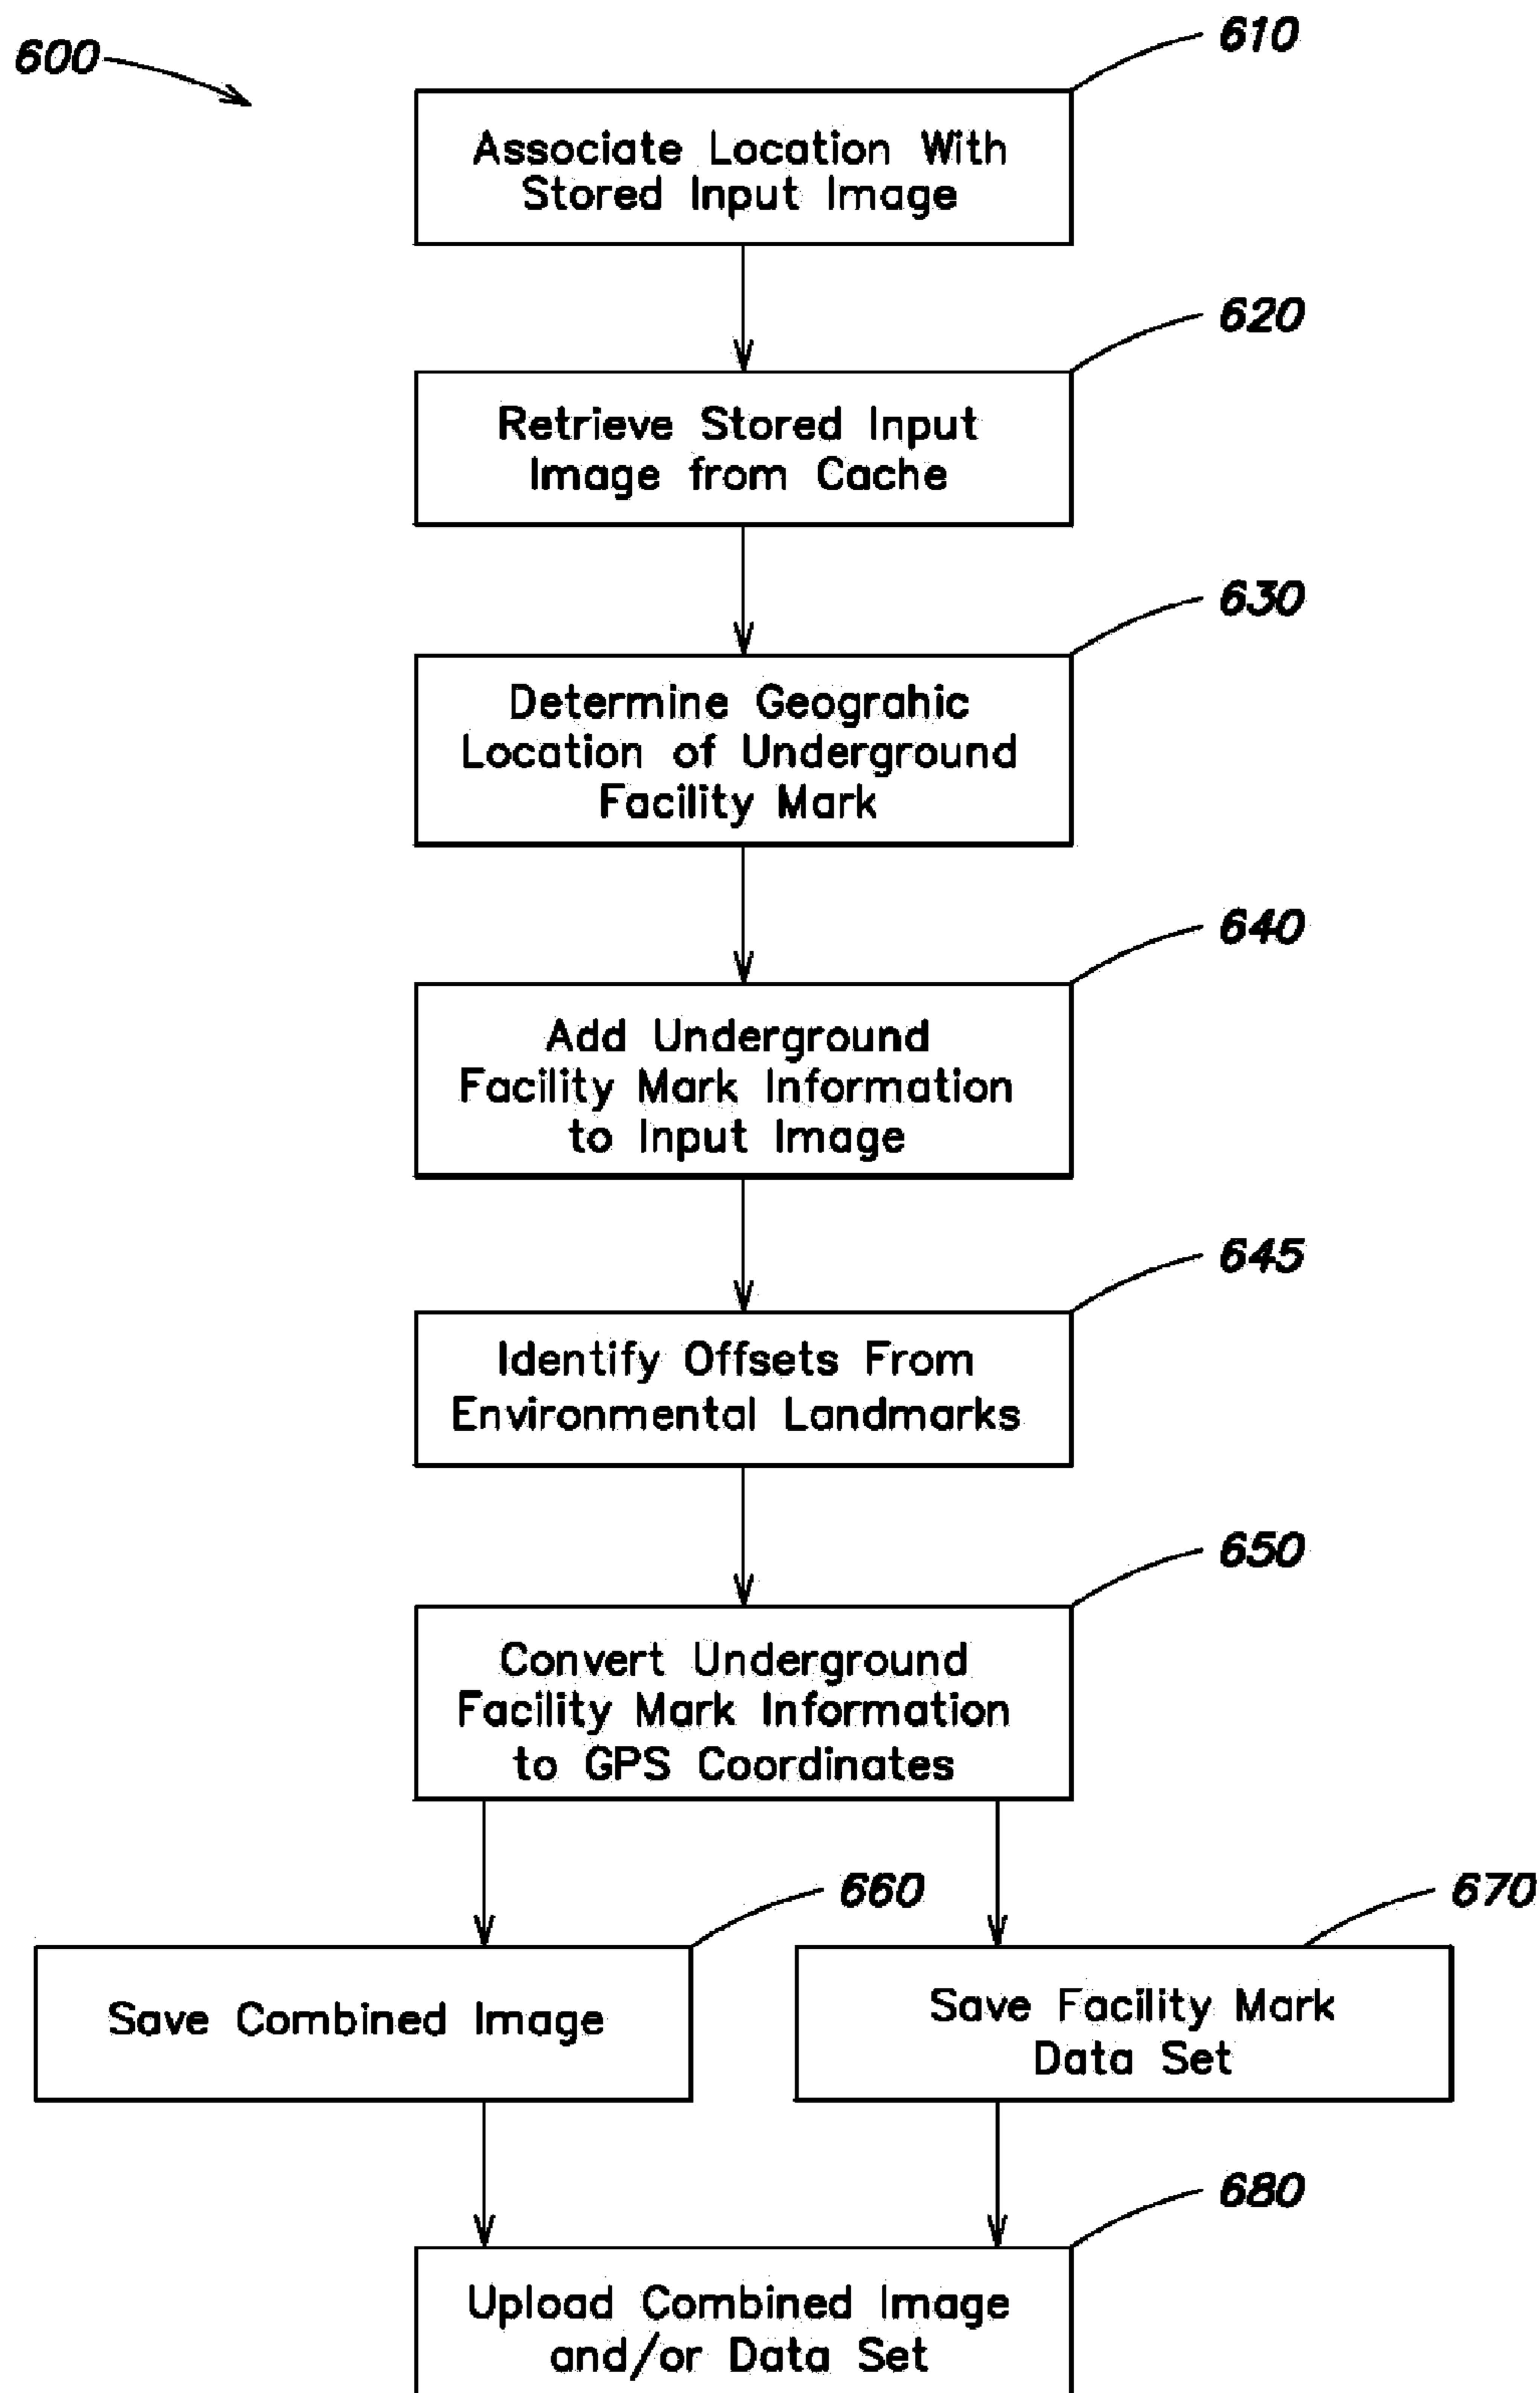 600
610
Associate Location With
Stored Input Image
620
Retrieve Stored Input
Image from Cache
630
Determine Geograhic
Location of Underground
Facility Mark
640
Add Underground
Facility Mark Information
to Input Image
645
Identify Offsets From
Environmental Landmarks
650
Convert Underground
Facility Mark Information
to GPS Coordinates
660
Save Combined Image
670
Save Facility Mark
Data Set
680
Upload Combined Image
and/or Data Set